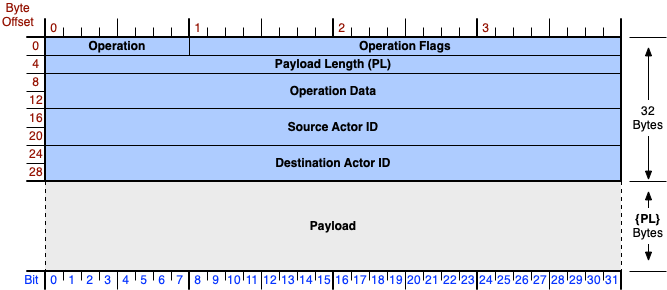 Byte
Offset
0 1 2 3
0 Operation Operation Flags
4 Payload Length (PL)
8
Operation Data
12
16
Source Actor ID
20
24
Destination Actor ID
28
32
Bytes
Payload
{PL}
Bytes
Bit 0 1 2 3 4 5 6 7 8 9 10 11 12 13 14 15 16 17 18 19 20 21 22 23 24 25 26 27 28 29 30 31